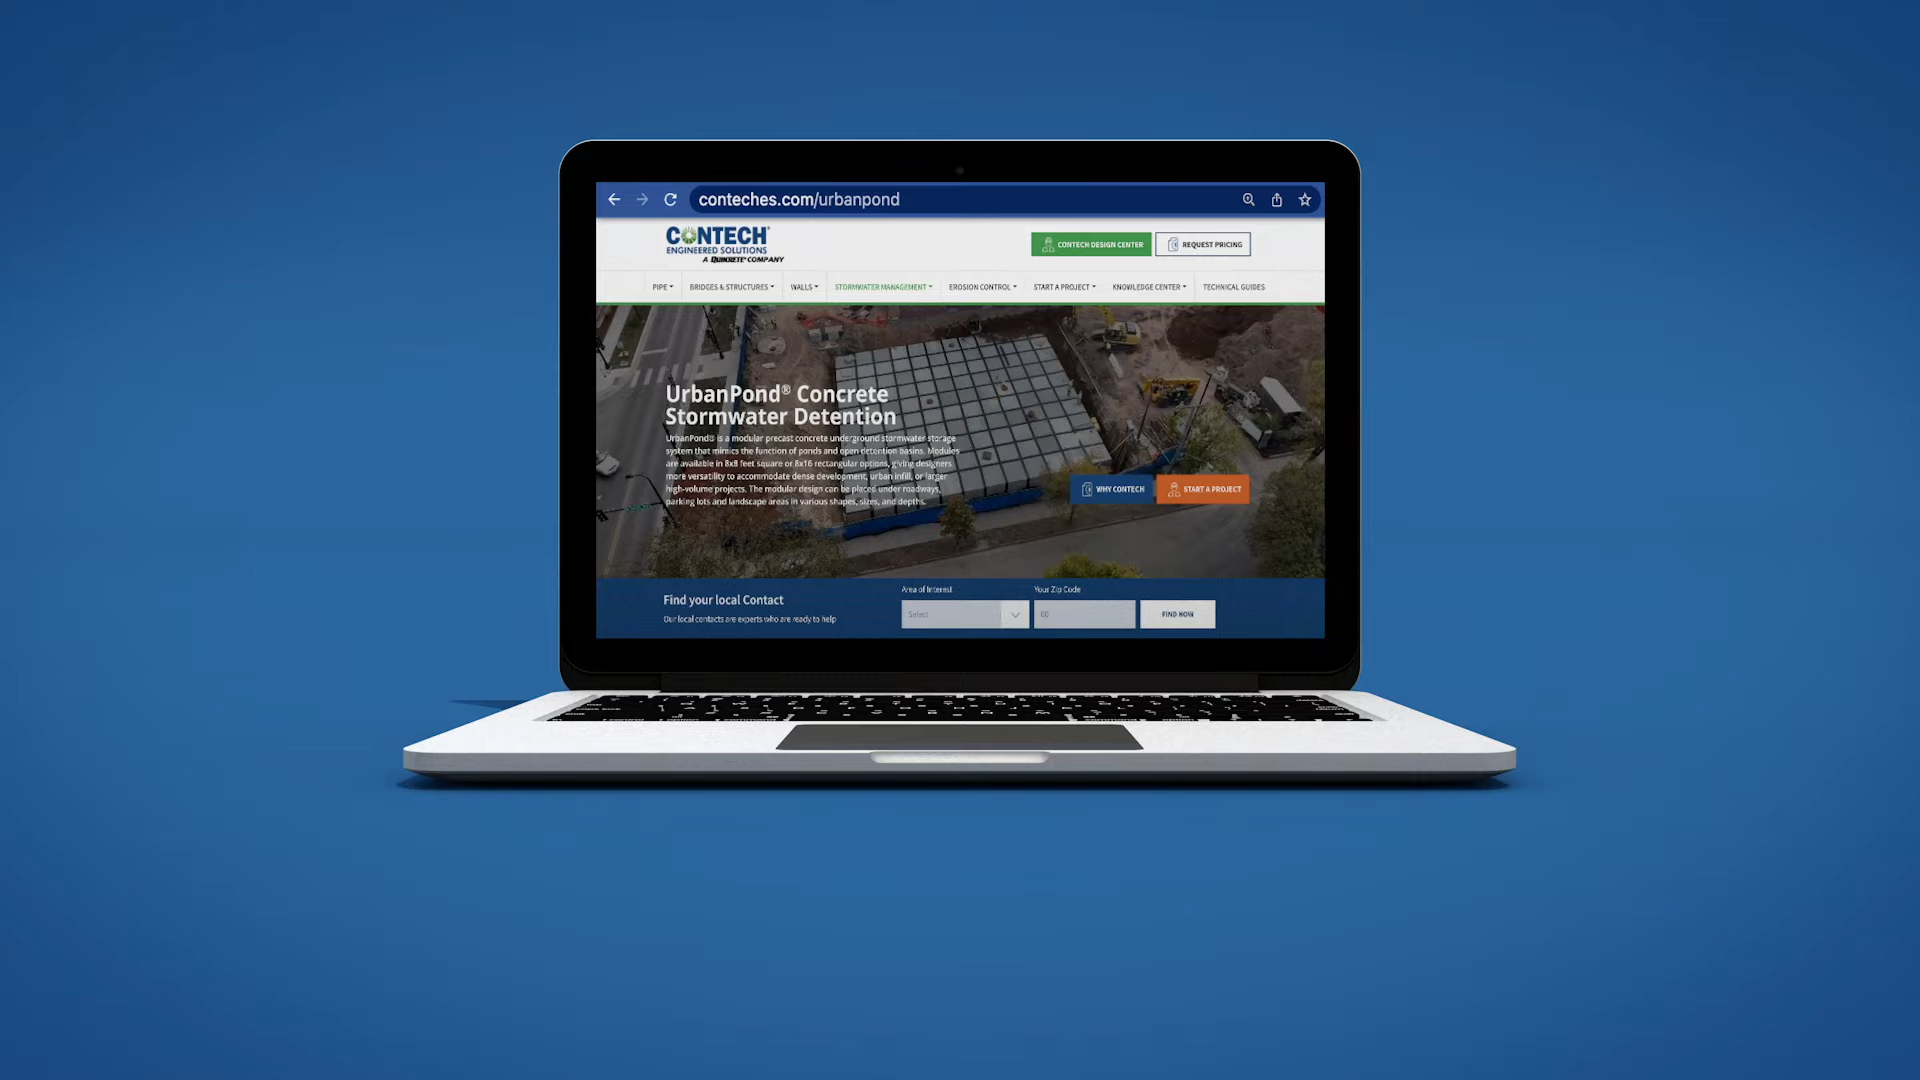 conteches.com/urbanpond
CONTECH®
ENGINEERED SOLUTIONS
A QUIKRETE® COMPANY
CONTECH DESIGN CENTER
REQUEST PRICING
PIPE
BRIDGES & STRUCTURES
WALLS
STORMWATER MANAGEMENT
EROSION CONTROL
START A PROJECT
KNOWLEDGE CENTER
TECHNICAL GUIDES
UrbanPond® Concrete
Stormwater Detention
UrbanPond® is a modular precast concrete underground stormwater storage
system that mimics the function of ponds and open detention basins. Modules
are available in 8x8 feet square or 8x16 rectangular options, giving designers
more versatility to accommodate dense development, urban infill, or larger
high-volume projects. The modular design can be placed under roadways,
parking lots and landscape areas in various shapes, sizes, and depths.
WHY CONTECH
START A PROJECT
Find your local Contact
Our local contacts are experts who are ready to help
Area of Interest
Select
Your Zip Code
60
FIND NOW
control option command
command option